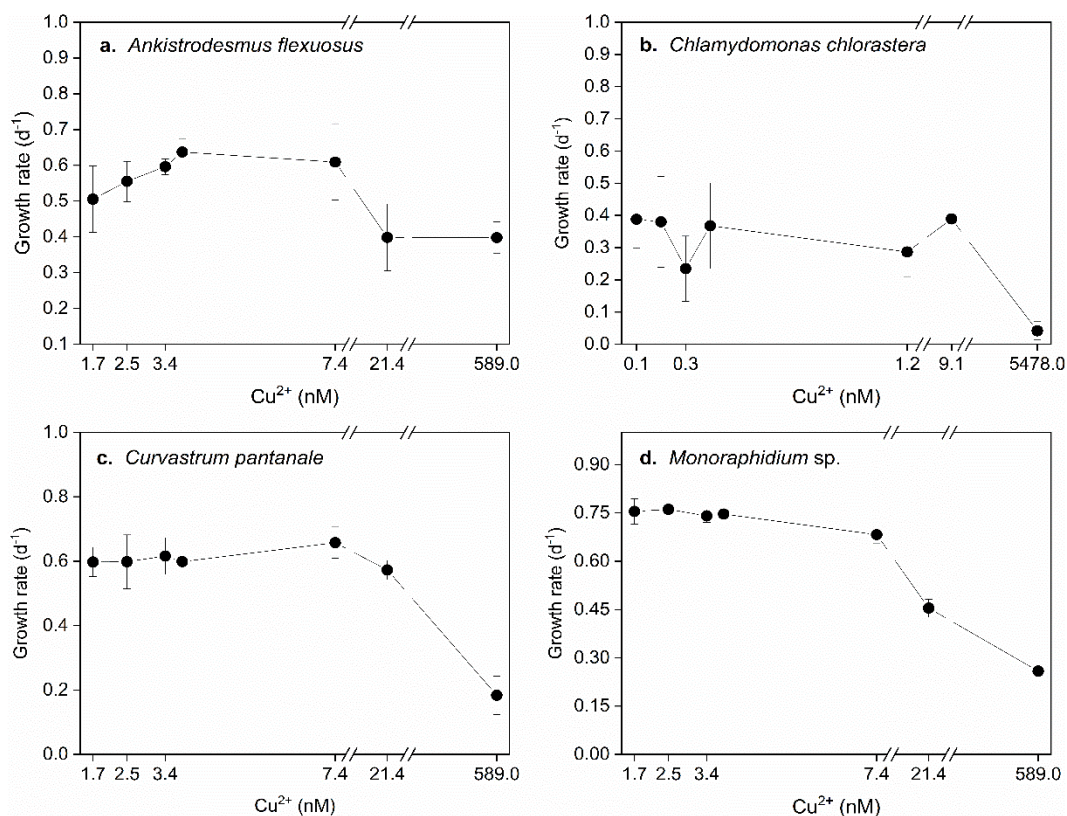 a. Ankistrodesmus flexuosus
Growth rate (d⁻¹)
1.0
0.9
0.8
0.7
0.6
0.5
0.4
0.3
0.2
0.1
1.7 2.5 3.4 7.4 21.4 589.0
Cu²⁺ (nM)
b. Chlamydomonas chlorastera
Growth rate (d⁻¹)
1.0
0.9
0.8
0.7
0.6
0.5
0.4
0.3
0.2
0.1
0.0
0.1 0.3 1.2 9.1 5478.0
Cu²⁺ (nM)
c. Curvastrum pantanale
Growth rate (d⁻¹)
1.0
0.8
0.6
0.4
0.2
0.0
1.7 2.5 3.4 7.4 21.4 589.0
Cu²⁺ (nM)
d. Monoraphidium sp.
Growth rate (d⁻¹)
0.90
0.75
0.60
0.45
0.30
0.15
0.00
1.7 2.5 3.4 7.4 21.4 589.0
Cu²⁺ (nM)